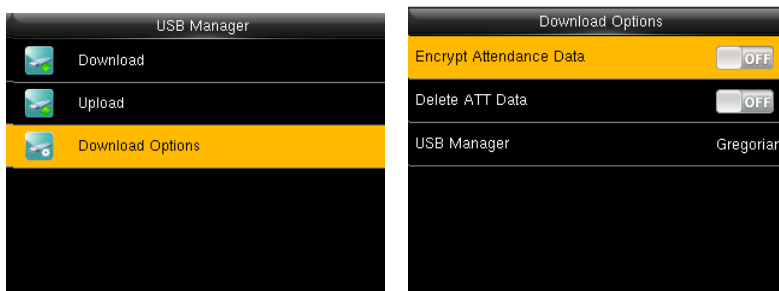 USB Manager
Download
Upload
Download Options
Download Options
Encrypt Attendance Data OFF
Delete ATT Data OFF
USB Manager Gregorian